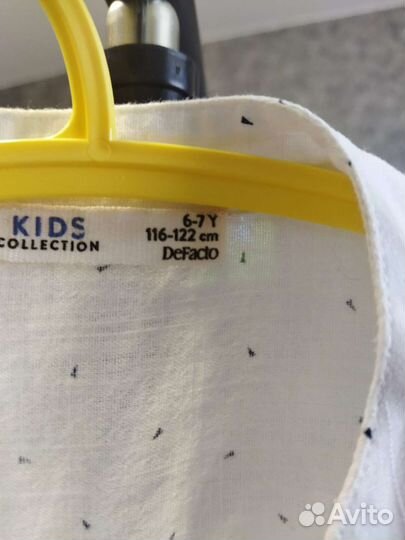 KIDS
COLLECTION
6-7 Y
116-122 cm
DeFacto
Avito